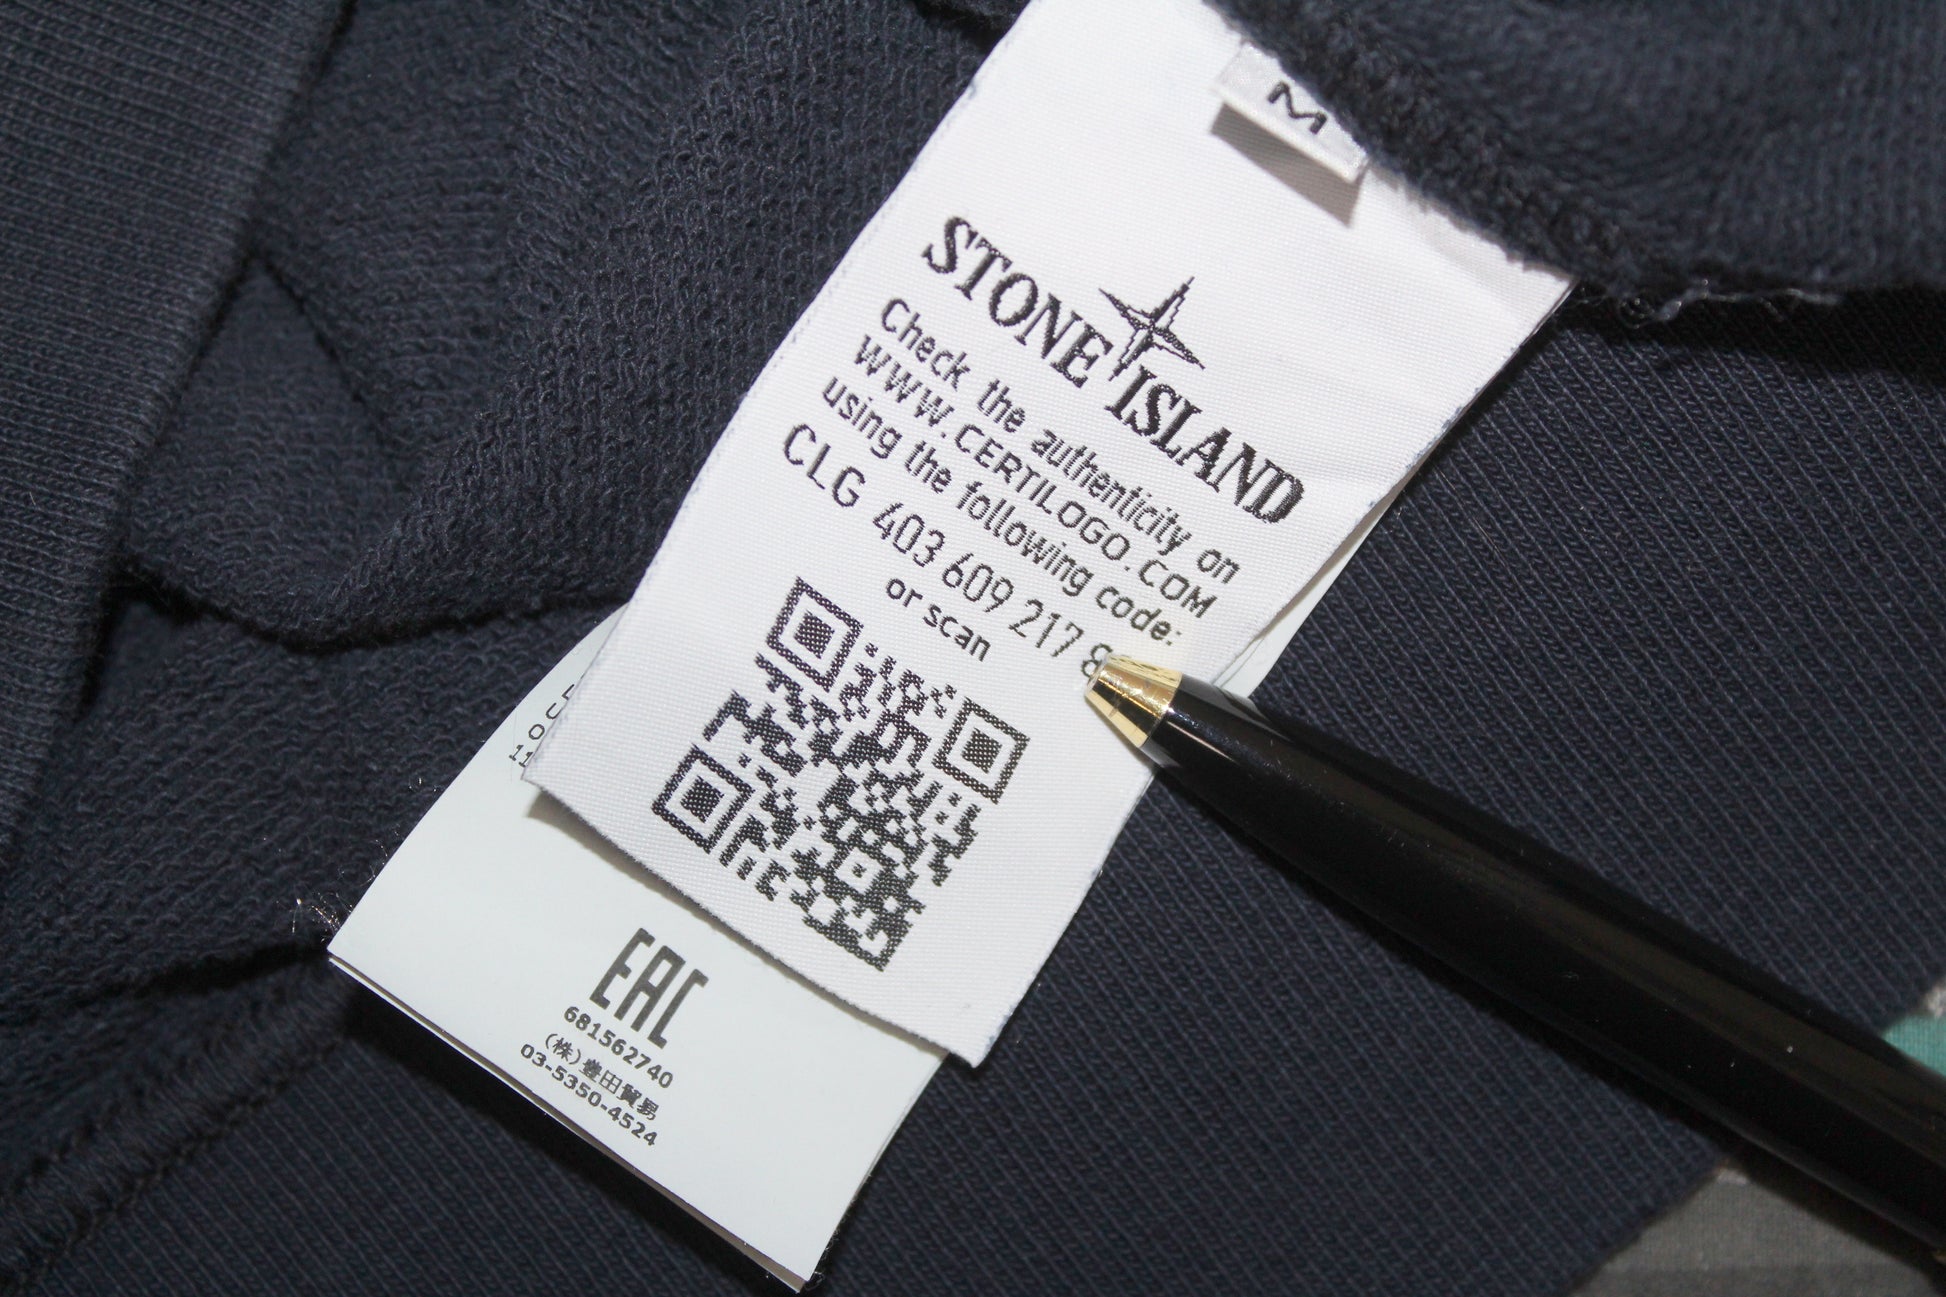 M
STONE ISLAND
Check the authenticity on
WWW.CERTILOGO.COM
using the following code:
CLG 403 609 217 8
or scan
EAC
681562740
(株)豊田貿易
03-5350-4524